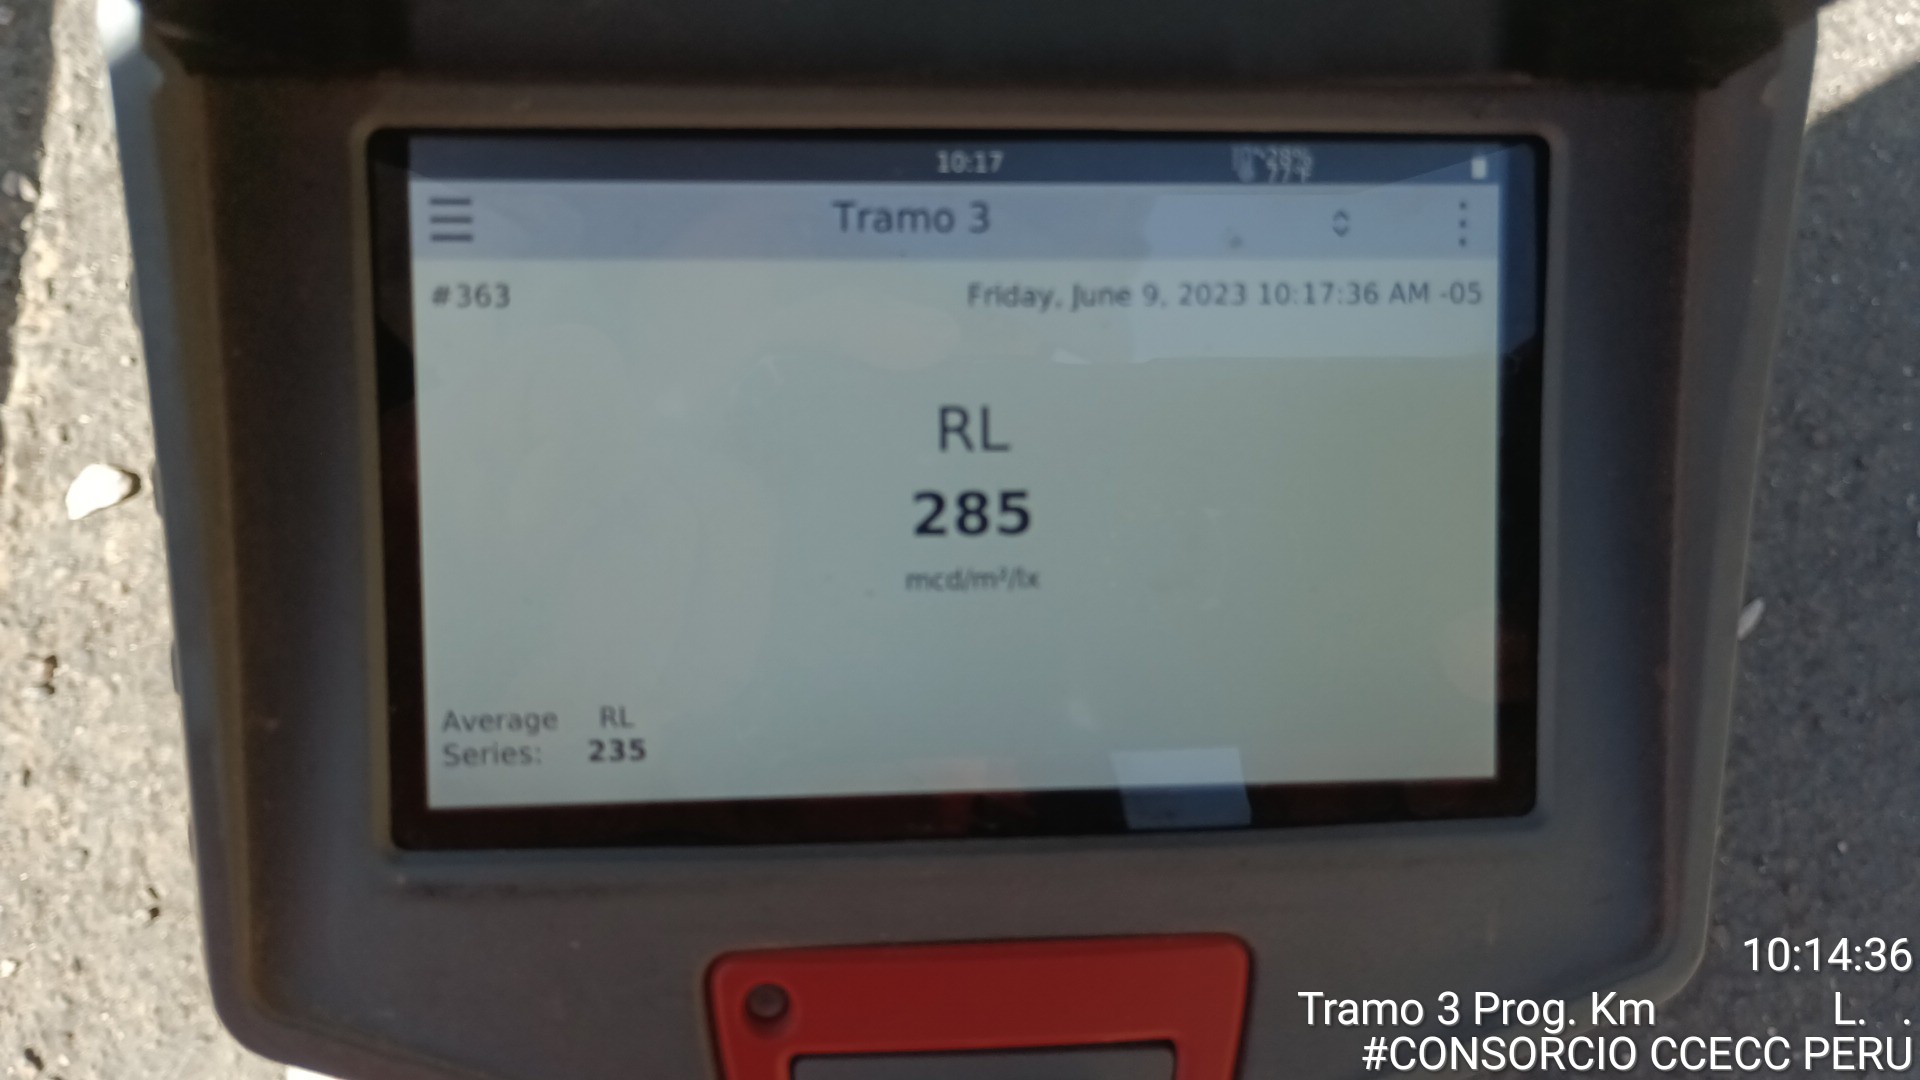 10:17
Tramo 3
#363
Friday, June 9, 2023 10:17:36 AM -05
RL
285
mcd/m²/lx
Average RL
Series: 235
10:14:36
Tramo 3 Prog. Km L. .
#CONSORCIO CCECC PERU